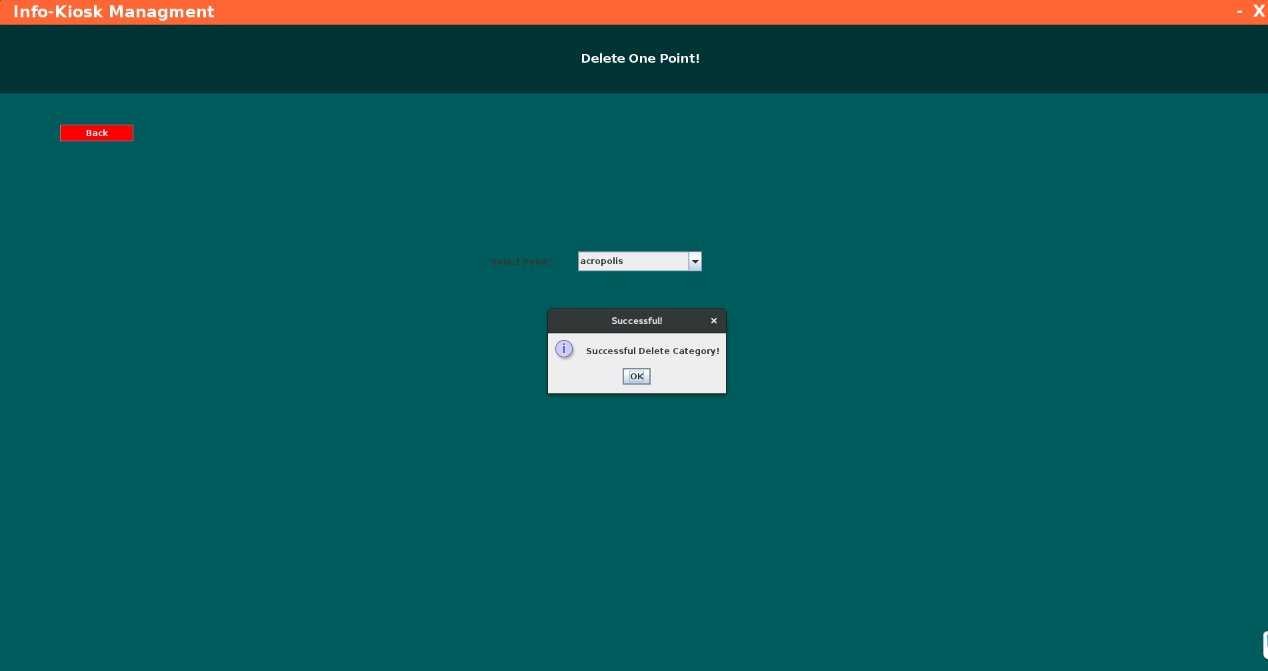 Info-Kiosk Managment
- X
Delete One Point!
Back
Select Point:
acropolis
Successful!
×
i
Successful Delete Category!
OK